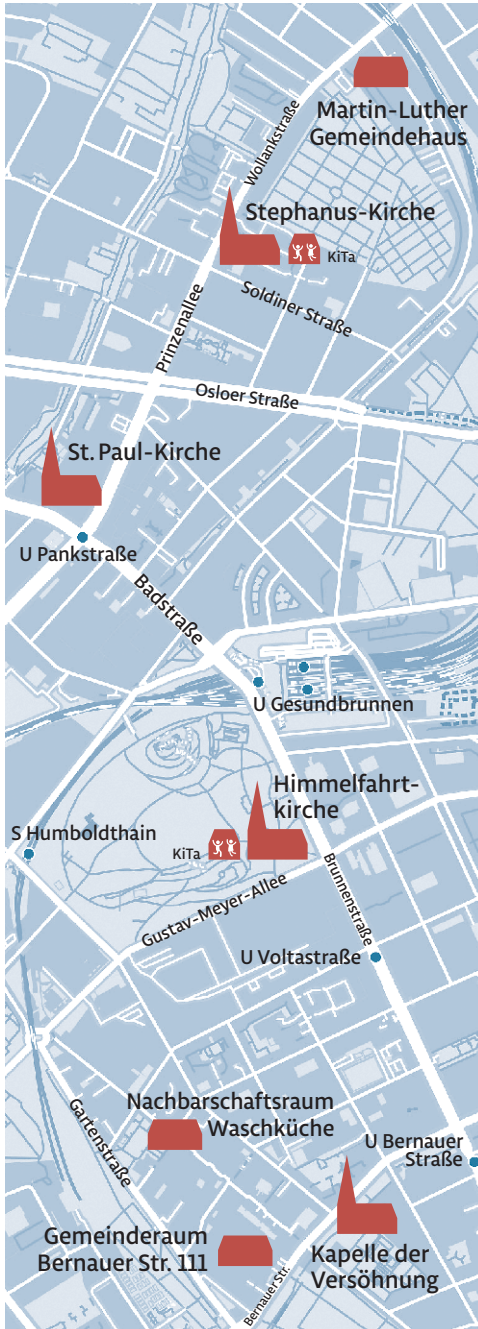 Martin-Luther
Gemeindehaus
Wollankstraße
Stephanus-Kirche
KiTa
Soldiner Straße
Prinzenallee
Osloer Straße
St. Paul-Kirche
U Pankstraße
Badstraße
U Gesundbrunnen
Himmelfahrt-
kirche
S Humboldthain
KiTa
Gustav-Meyer-Allee
Brunnenstraße
U Voltastraße
Nachbarschaftsraum
Waschküche
Gartenstraße
U Bernauer
Straße
Gemeinderaum
Bernauer Str. 111
Kapelle der
Versöhnung
Bernauer Str.